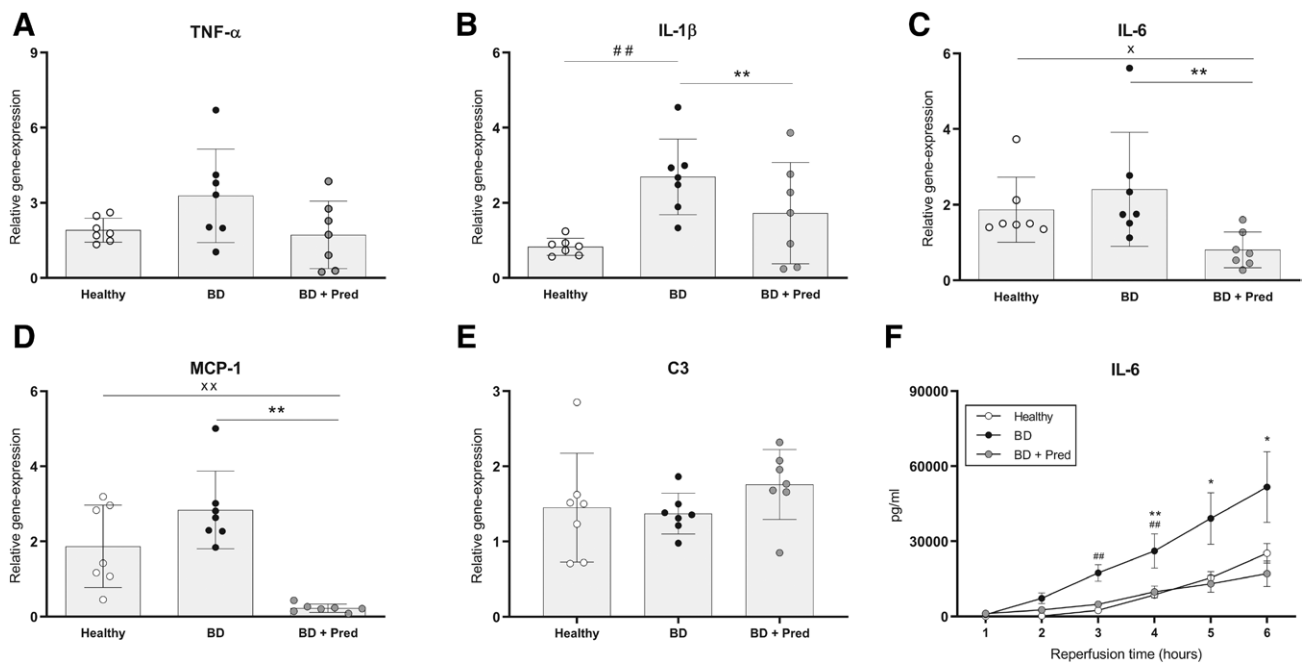 A
TNF-α
Relative gene-expression
9
6
3
0
Healthy BD BD + Pred
B
IL-1β
Relative gene-expression
6
4
2
0
##
**
Healthy BD BD + Pred
C
IL-6
Relative gene-expression
6
4
2
0
x
**
Healthy BD BD + Pred
D
MCP-1
Relative gene-expression
6
4
2
0
xx
**
Healthy BD BD + Pred
E
C3
Relative gene-expression
3
2
1
0
Healthy BD BD + Pred
F
IL-6
pg/ml
90000
60000
30000
0
Healthy
BD
BD + Pred
##
**
##
*
*
1 2 3 4 5 6
Reperfusion time (hours)